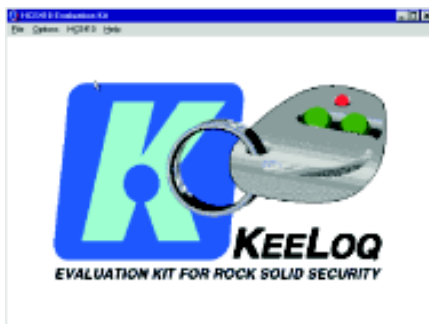 HCS410 Evaluation Kit
File Options HCS410 Help
K
KEELOQ
EVALUATION KIT FOR ROCK SOLID SECURITY